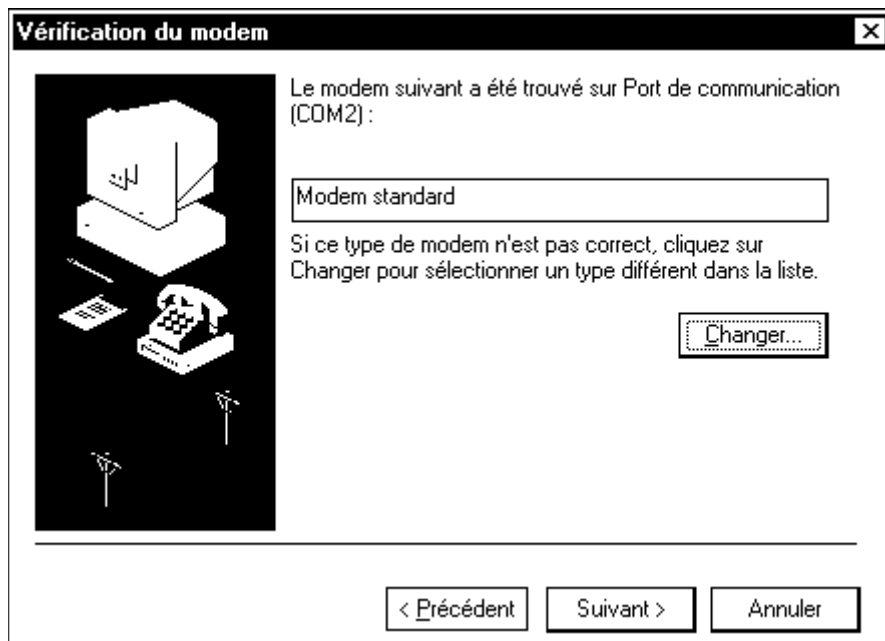 Vérification du modem
Le modem suivant a été trouvé sur Port de communication
(COM2) :
Modem standard
Si ce type de modem n'est pas correct, cliquez sur
Changer pour sélectionner un type différent dans la liste.
Changer...
< Précédent
Suivant >
Annuler